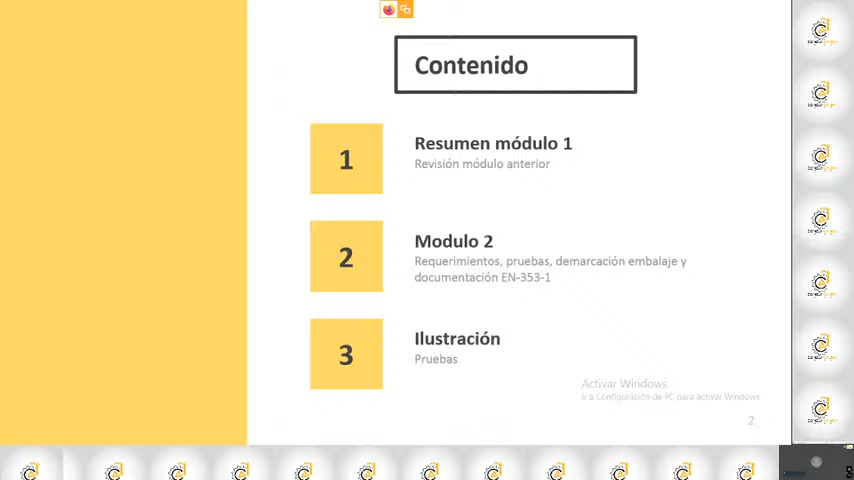 Contenido
1
Resumen módulo 1
Revisión módulo anterior
2
Modulo 2
Requerimientos, pruebas, demarcación embalaje y
documentación EN-353-1
3
Ilustración
Pruebas
Activar Windows
Ir a Configuración de PC para activar Windows
2